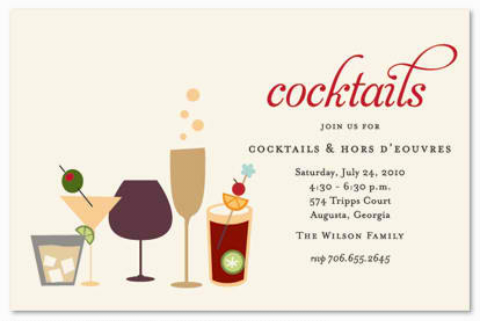 cocktails
JOIN US FOR
COCKTAILS & HORS D'EOUVRES
Saturday, July 24, 2010
4:30 - 6:30 p.m.
574 Tripps Court
Augusta, Georgia
THE WILSON FAMILY
rsvp 706.655.2645